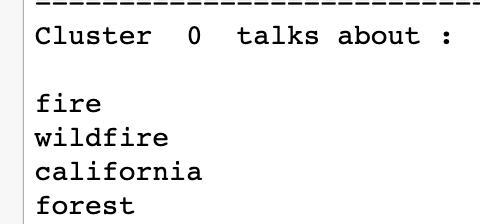 Cluster  0  talks about :
fire
wildfire
california
forest